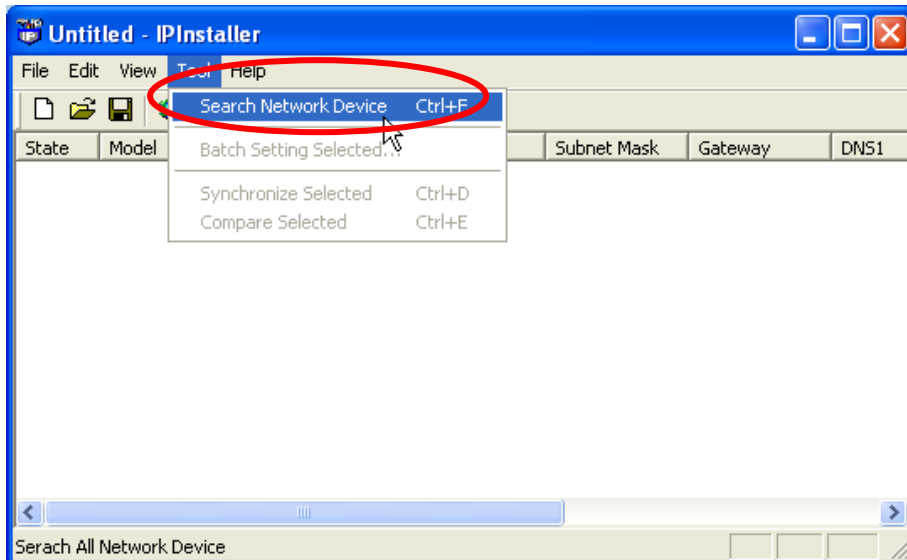 Untitled - IPInstaller
File Edit View Tool Help
Search Network Device Ctrl+F
State Model Subnet Mask Gateway DNS1
Batch Setting Selected...
Synchronize Selected Ctrl+D
Compare Selected Ctrl+E
Serach All Network Device